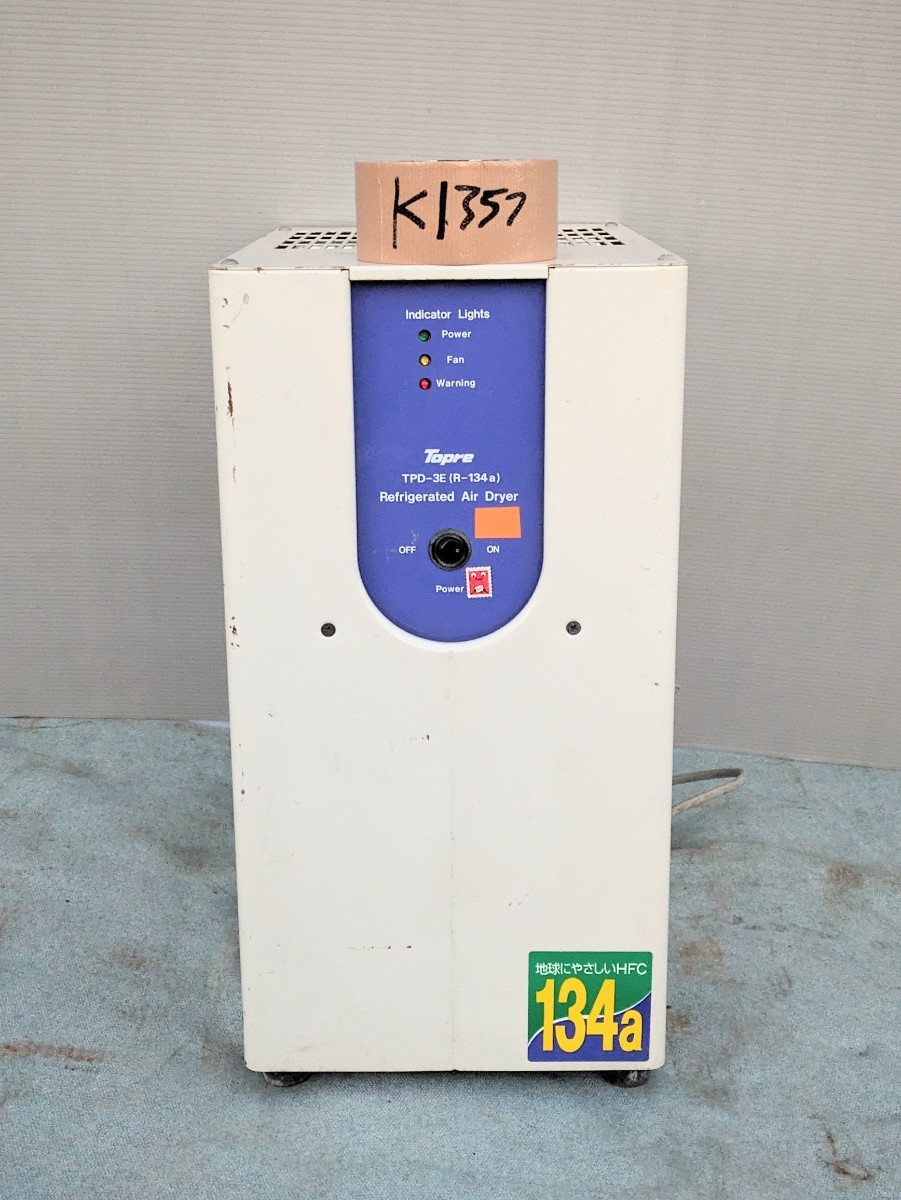 K1357
Indicator Lights
Power
Fan
Warning
Topre
TPD-3E (R-134a)
Refrigerated Air Dryer
OFF
ON
Power
地球にやさしいHFC
134a